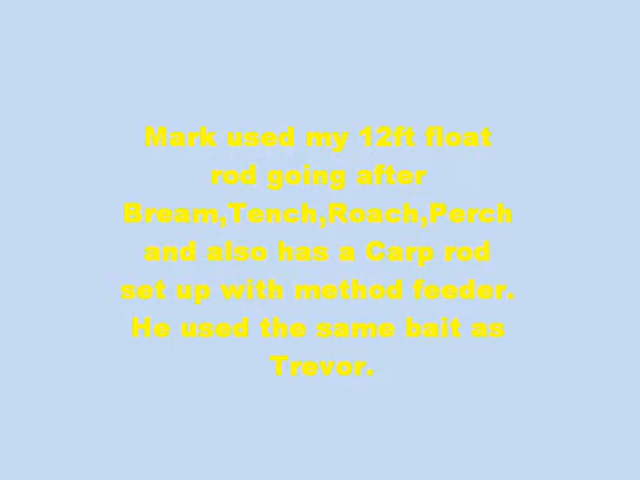 Mark used my 12ft float
rod going after
Bream,Tench,Roach,Perch
and also has a Carp rod
set up with method feeder.
He used the same bait as
Trevor.